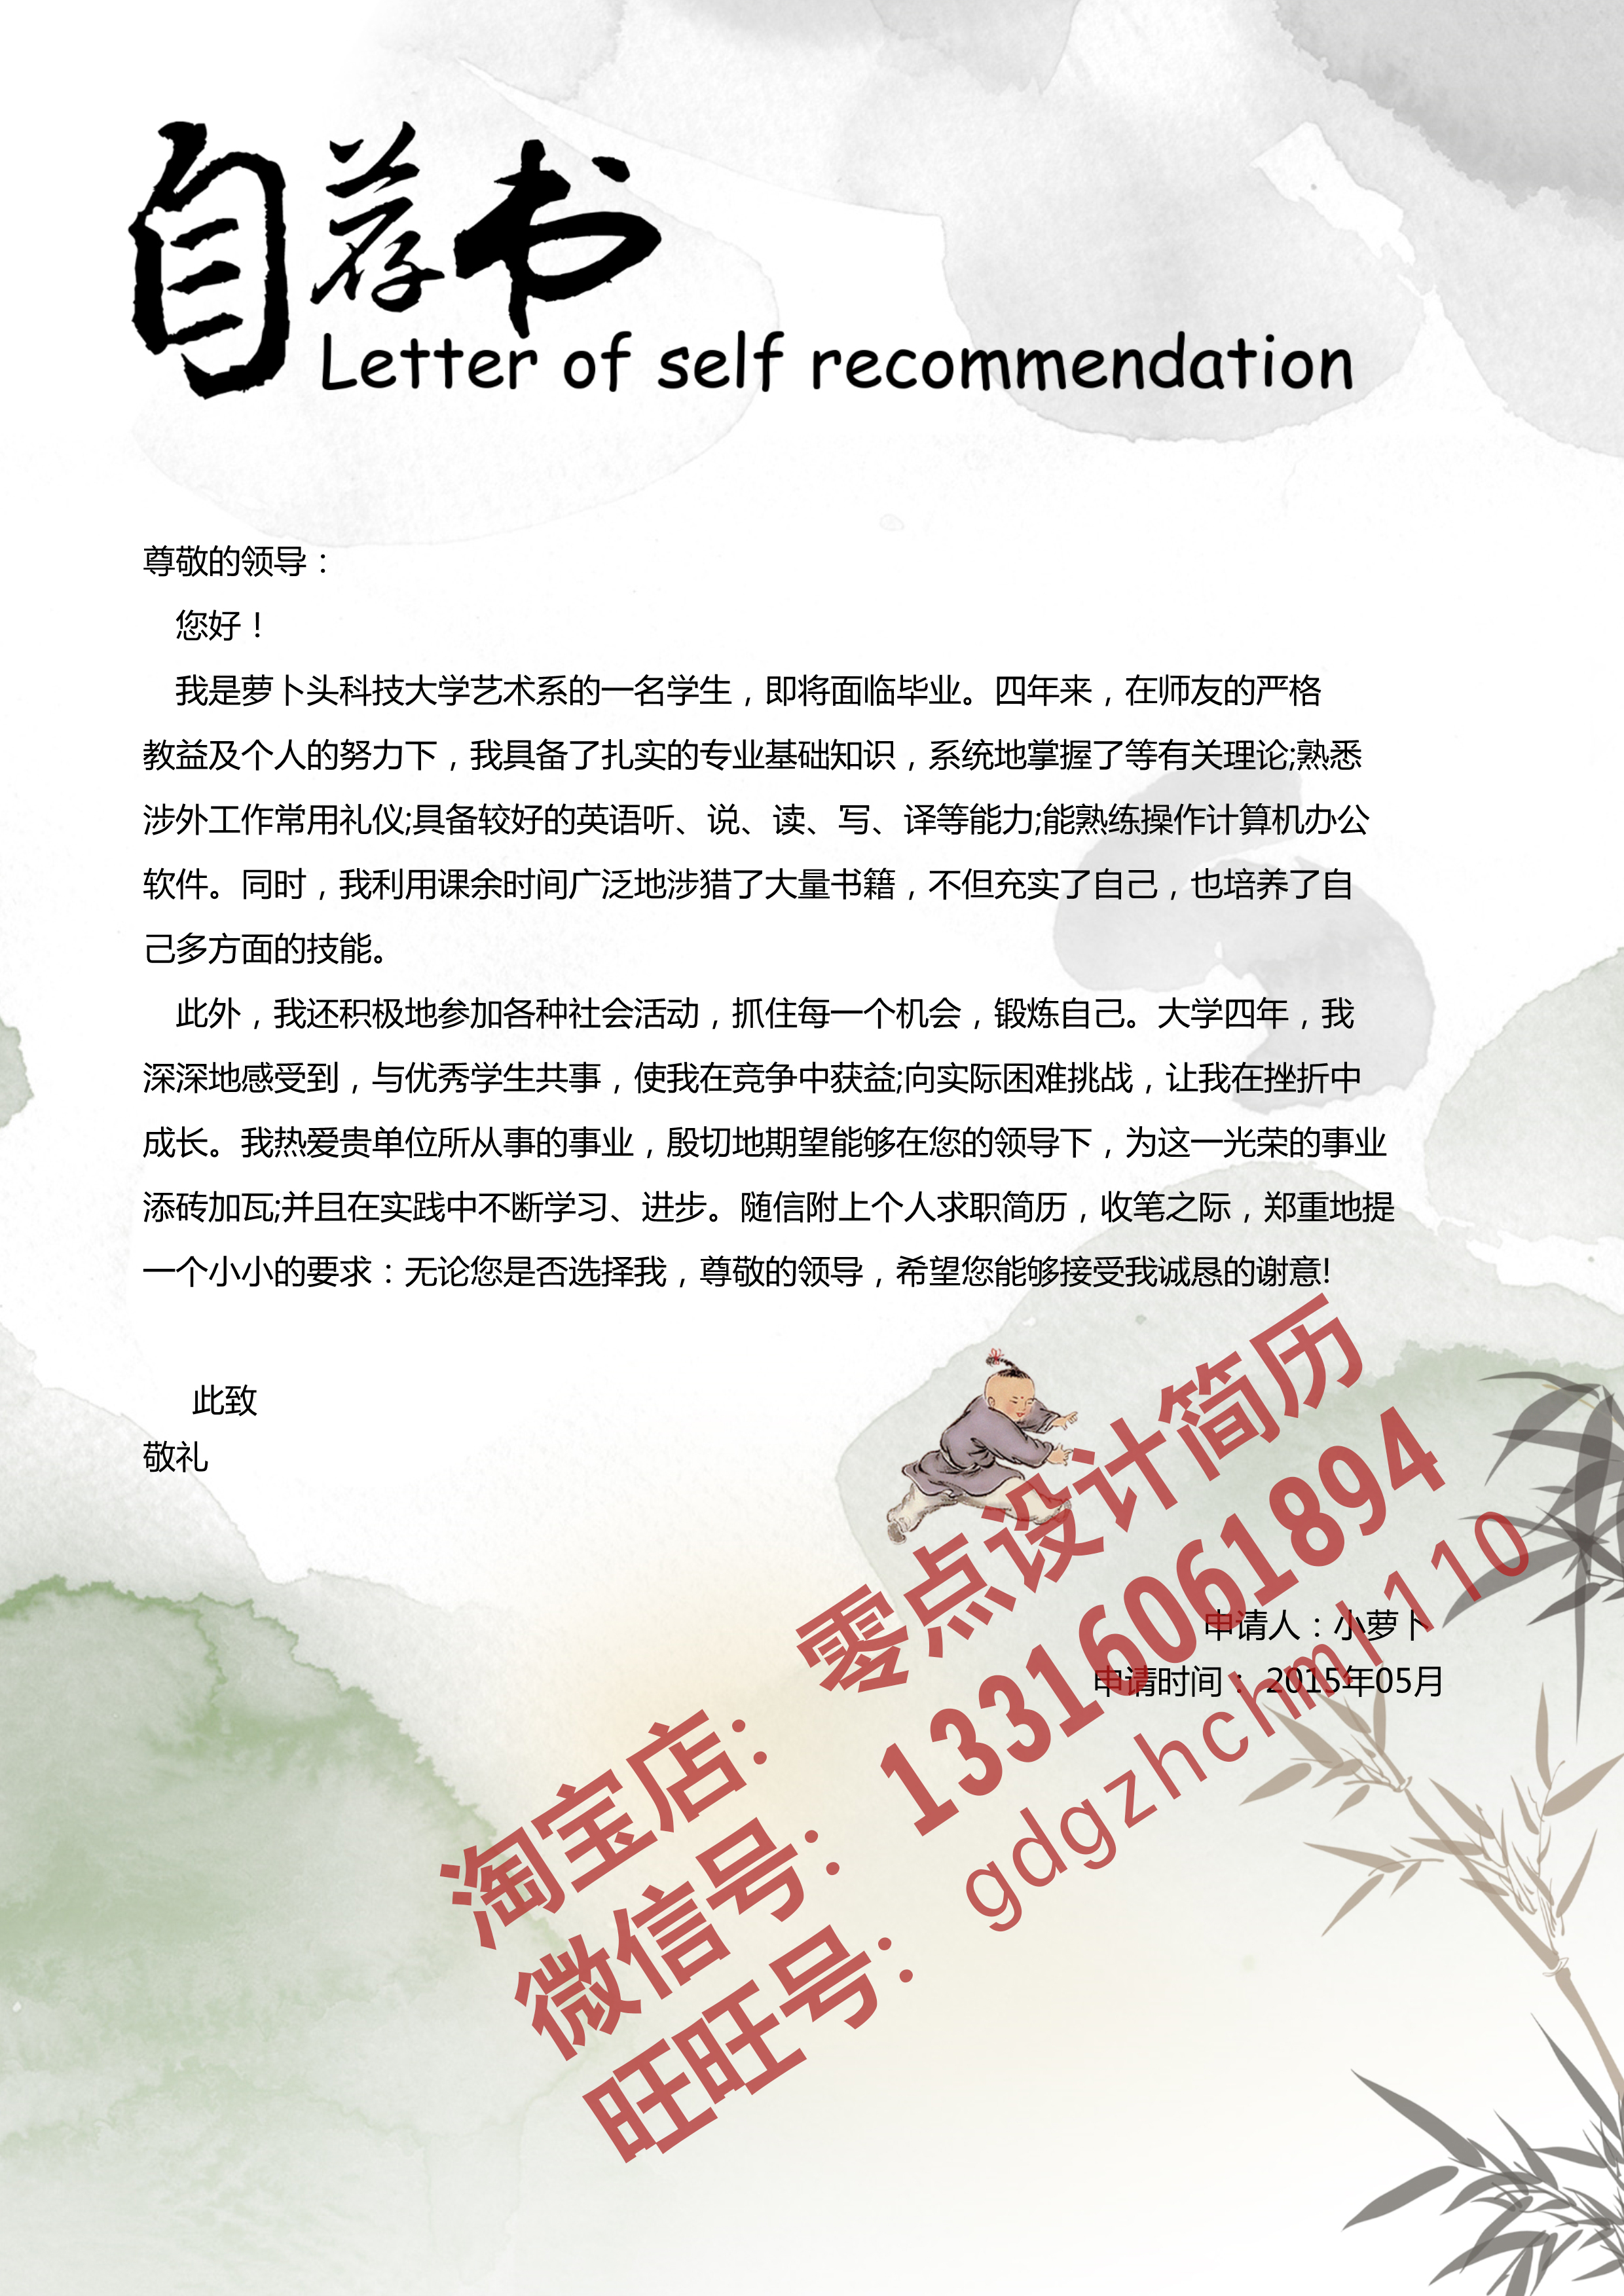 自荐书
Letter of self recommendation
尊敬的领导：
您好！
我是萝卜头科技大学艺术系的一名学生，即将面临毕业。四年来，在师友的严格
教益及个人的努力下，我具备了扎实的专业基础知识，系统地掌握了等有关理论;熟悉
涉外工作常用礼仪;具备较好的英语听、说、读、写、译等能力;能熟练操作计算机办公
软件。同时，我利用课余时间广泛地涉猎了大量书籍，不但充实了自己，也培养了自
己多方面的技能。
此外，我还积极地参加各种社会活动，抓住每一个机会，锻炼自己。大学四年，我
深深地感受到，与优秀学生共事，使我在竞争中获益;向实际困难挑战，让我在挫折中
成长。我热爱贵单位所从事的事业，殷切地期望能够在您的领导下，为这一光荣的事业
添砖加瓦;并且在实践中不断学习、进步。随信附上个人求职简历，收笔之际，郑重地提
一个小小的要求：无论您是否选择我，尊敬的领导，希望您能够接受我诚恳的谢意!
此致
敬礼
申请人：小萝卜
申请时间： 2015年05月
淘宝店： 零点设计简历
微信号： 13316061894
旺旺号： gdgzhchml110